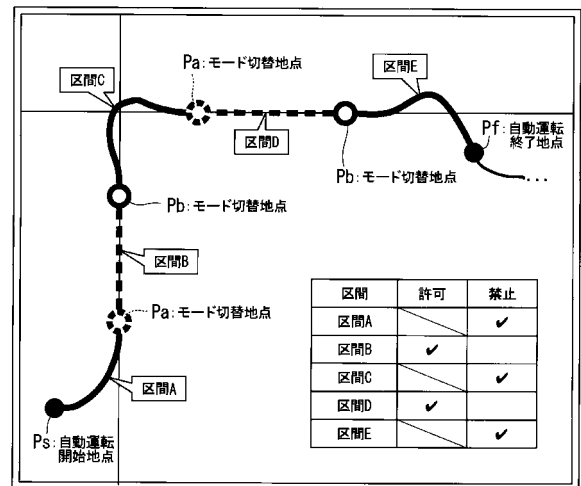 Pa:モード切替地点
区間E
区間C
区間D
Pf:自動運転
終了地点
Pb:モード切替地点
Pb:モード切替地点
区間B
Pa:モード切替地点
区間A
Ps:自動運転
開始地点
区間 許可 禁止
区間A ✔
区間B ✔
区間C ✔
区間D ✔
区間E ✔